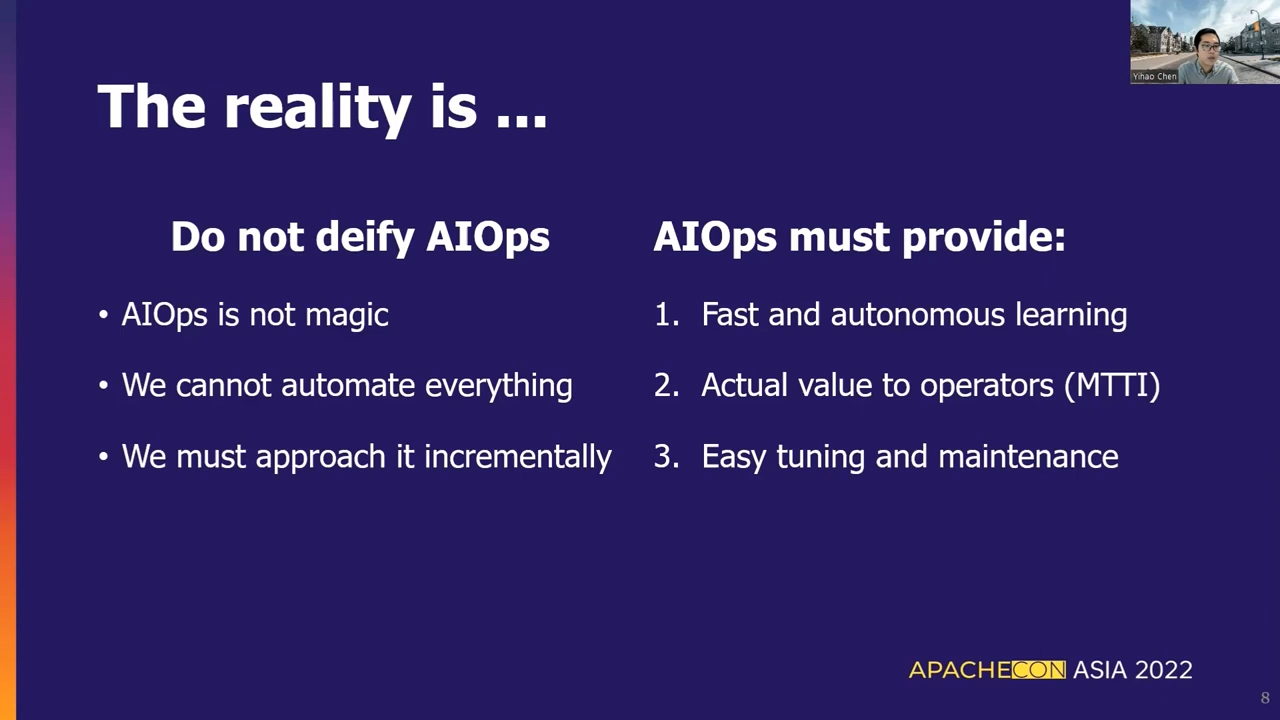 Yihao Chen
The reality is ...
Do not deify AIOps
• AIOps is not magic
• We cannot automate everything
• We must approach it incrementally
AIOps must provide:
1. Fast and autonomous learning
2. Actual value to operators (MTTI)
3. Easy tuning and maintenance
APACHECON ASIA 2022
8